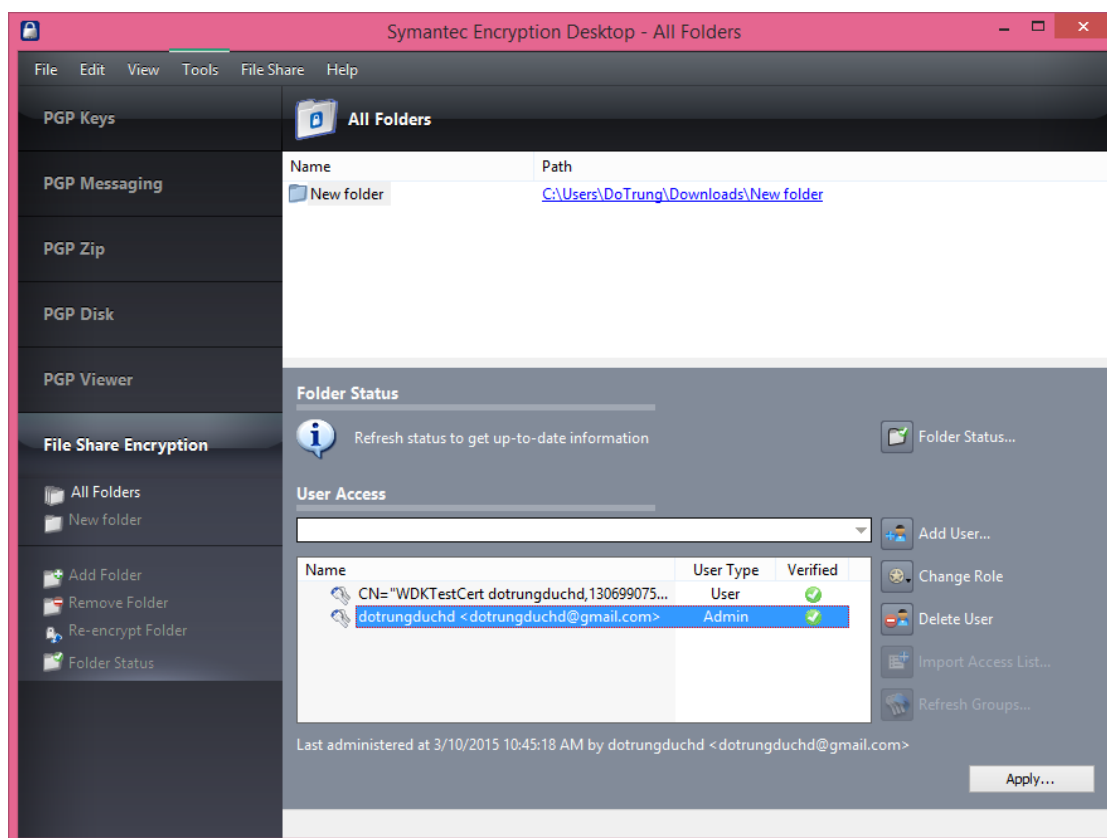 Symantec Encryption Desktop - All Folders
File Edit View Tools File Share Help
PGP Keys
PGP Messaging
PGP Zip
PGP Disk
PGP Viewer
File Share Encryption
All Folders
New folder
Add Folder
Remove Folder
Re-encrypt Folder
Folder Status
All Folders
Name Path
New folder C:\Users\DoTrung\Downloads\New folder
Folder Status
Refresh status to get up-to-date information
Folder Status...
User Access
Add User...
Change Role
Delete User
Import Access List...
Refresh Groups...
Name User Type Verified
CN="WDKTestCert dotrungduchd,130699075... User
dotrungduchd <dotrungduchd@gmail.com> Admin
Last administered at 3/10/2015 10:45:18 AM by dotrungduchd <dotrungduchd@gmail.com>
Apply...